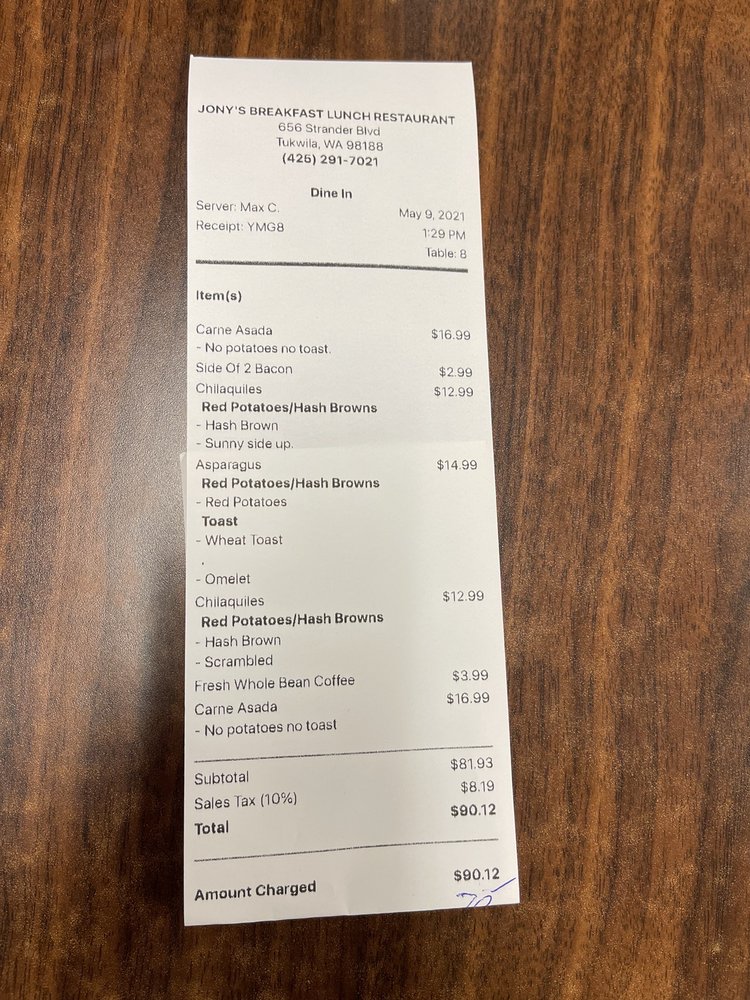 JONY'S BREAKFAST LUNCH RESTAURANT
656 Strander Blvd
Tukwila, WA 98188
(425) 291-7021
Dine In
Server: Max C. May 9, 2021
Receipt: YMG8 1:29 PM
Table: 8
Item(s)
Carne Asada $16.99
- No potatoes no toast.
Side Of 2 Bacon $2.99
Chilaquiles $12.99
Red Potatoes/Hash Browns
- Hash Brown
- Sunny side up.
Asparagus $14.99
Red Potatoes/Hash Browns
- Red Potatoes
Toast
- Wheat Toast
.
- Omelet
Chilaquiles $12.99
Red Potatoes/Hash Browns
- Hash Brown
- Scrambled
Fresh Whole Bean Coffee $3.99
Carne Asada $16.99
- No potatoes no toast
Subtotal $81.93
Sales Tax (10%) $8.19
Total $90.12
Amount Charged $90.12